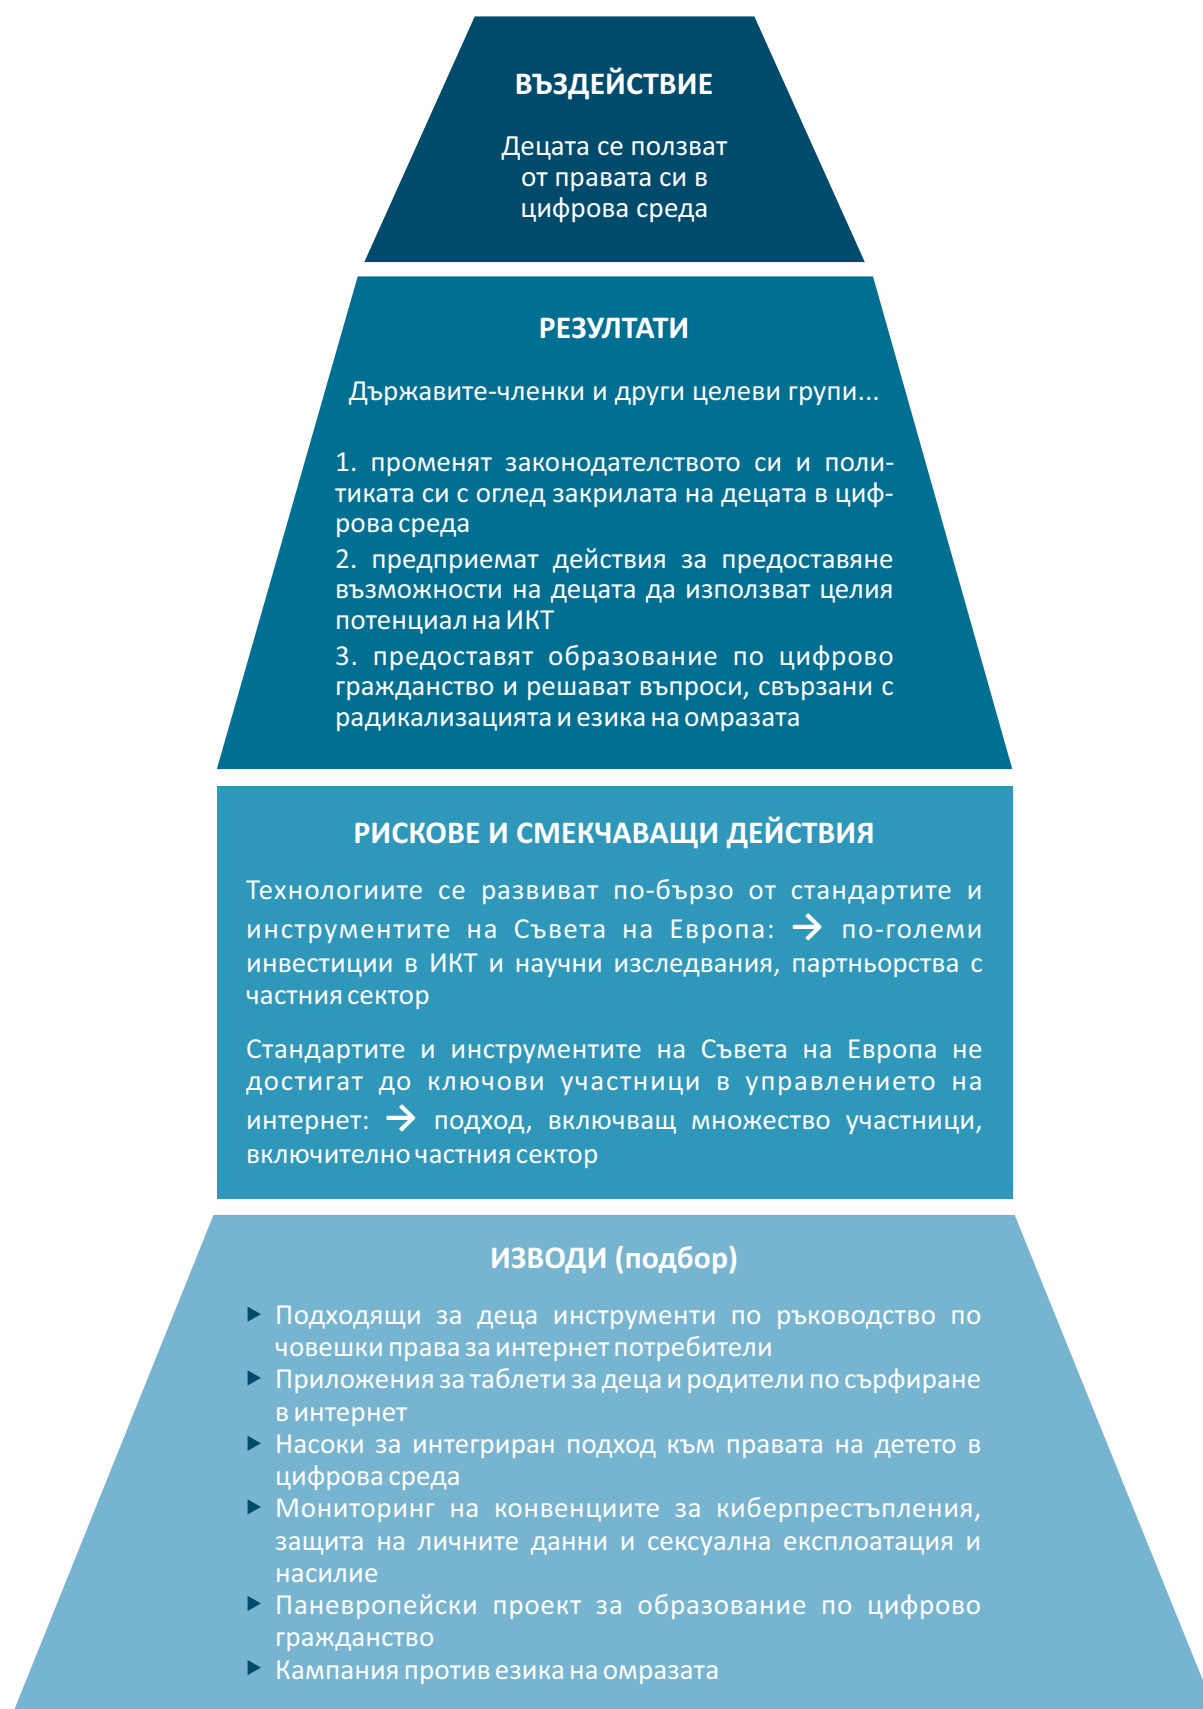 ВЪЗДЕЙСТВИЕ
Децата се ползват
от правата си в
цифрова среда
РЕЗУЛТАТИ
Държавите-членки и други целеви групи...
1. променят законодателството си и поли-
тиката си с оглед закрилата на децата в циф-
рова среда
2. предприемат действия за предоставяне
възможности на децата да използват целия
потенциал на ИКТ
3. предоставят образование по цифрово
гражданство и решават въпроси, свързани с
радикализацията и езика на омразата
РИСКОВЕ И СМЕКЧАВАЩИ ДЕЙСТВИЯ
Технологиите се развиват по-бързо от стандартите и
инструментите на Съвета на Европа: → по-големи
инвестиции в ИКТ и научни изследвания, партньорства с
частния сектор
Стандартите и инструментите на Съвета на Европа не
достигат до ключови участници в управлението на
интернет: → подход, включващ множество участници,
включително частния сектор
ИЗВОДИ (подбор)
▶ Подходящи за деца инструменти по ръководство по
човешки права за интернет потребители
▶ Приложения за таблети за деца и родители по сърфиране
в интернет
▶ Насоки за интегриран подход към правата на детето в
цифрова среда
▶ Мониторинг на конвенциите за киберпрестъпления,
защита на личните данни и сексуална експлоатация и
насилие
▶ Паневропейски проект за образование по цифрово
гражданство
▶ Кампания против езика на омразата